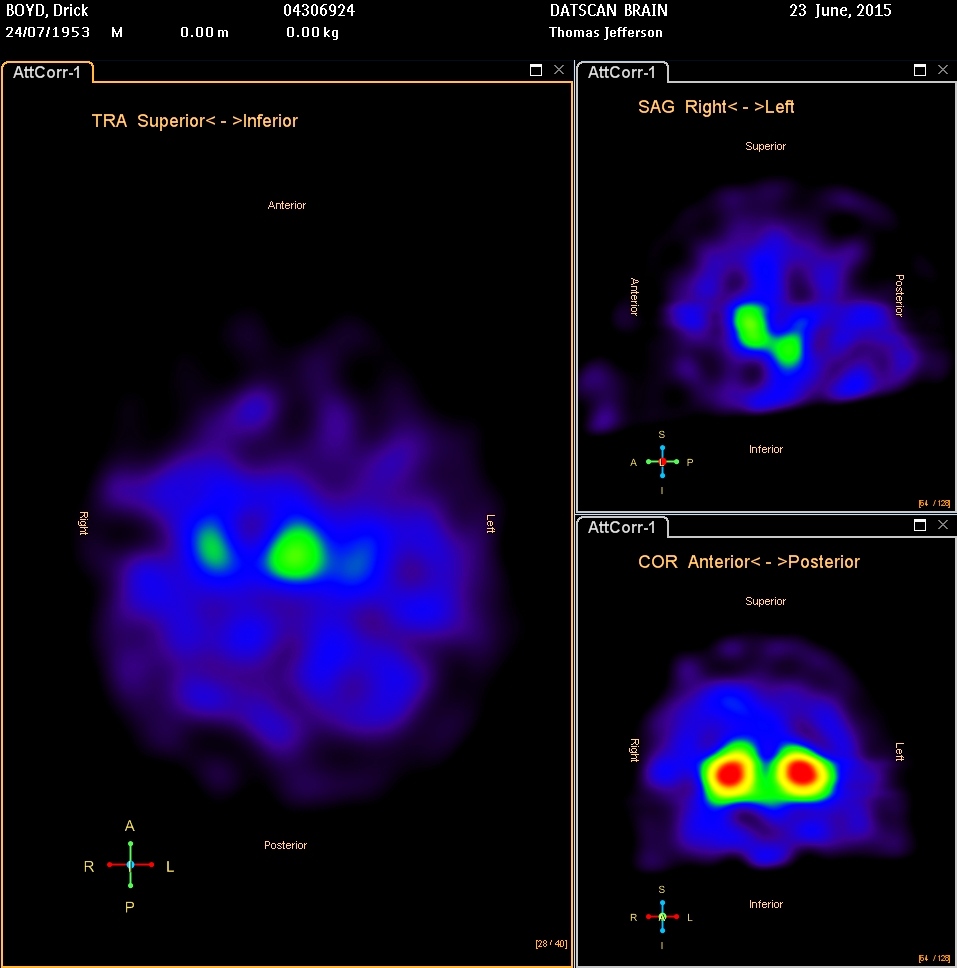 BOYD, Drick 04306924 DATSCAN BRAIN 23 June, 2015
24/07/1953 M 0.00 m 0.00 kg Thomas Jefferson
AttCorr-1
TRA Superior< - >Inferior
Anterior
Right
Left
Posterior
A
R L
P
[28 / 40]
AttCorr-1
SAG Right< - >Left
Superior
Anterior
Posterior
Inferior
S
A L P
I
[64 / 128]
AttCorr-1
COR Anterior< - >Posterior
Superior
Right
Left
Inferior
S
R A L
I
[64 / 128]